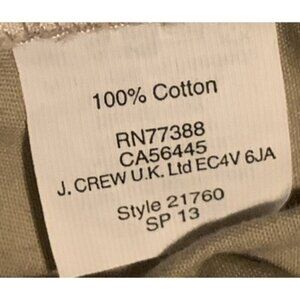 100% Cotton
RN77388
CA56445
J. CREW U.K. Ltd EC4V 6JA
Style 21760
SP 13